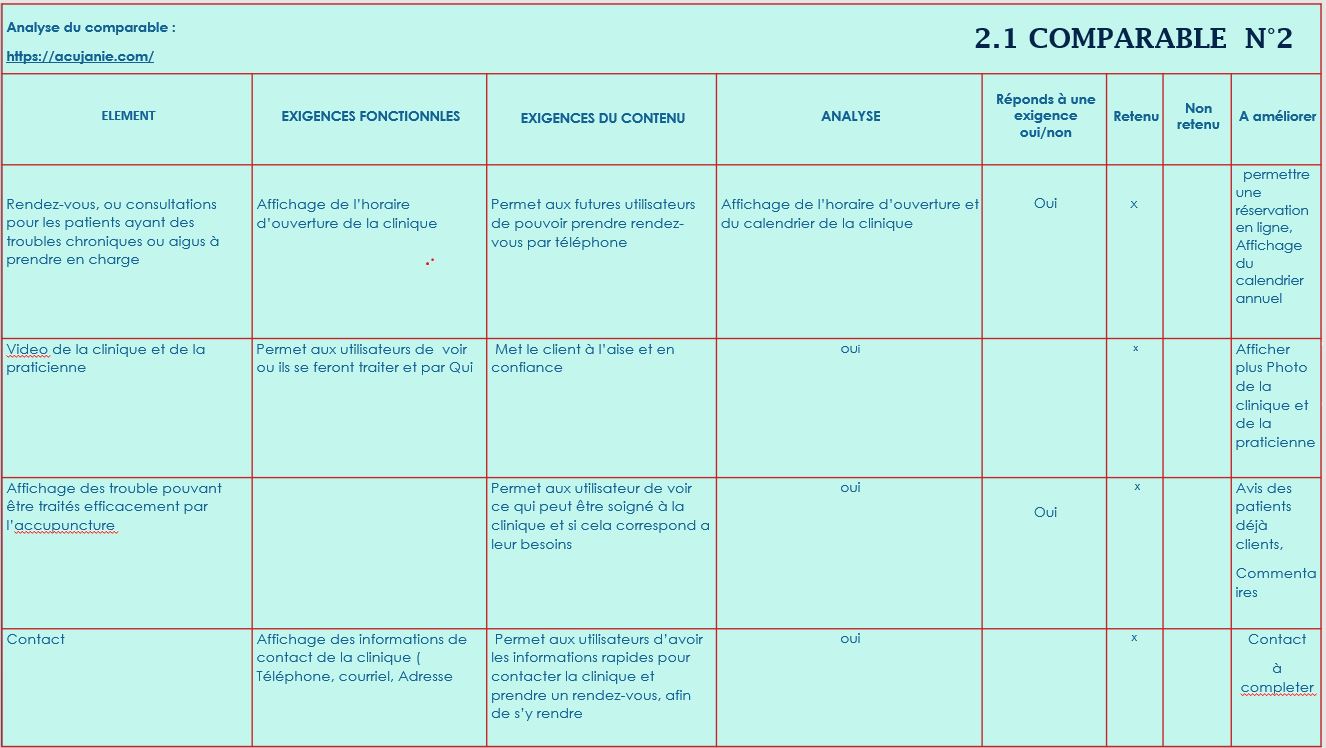 Analyse du comparable :
https://acujanie.com/
2.1 COMPARABLE N°2
ELEMENT
EXIGENCES FONCTIONNLES
EXIGENCES DU CONTENU
ANALYSE
Réponds à une
exigence
oui/non
Retenu
Non
retenu
A améliorer
Rendez-vous, ou consultations
pour les patients ayant des
troubles chroniques ou aigus à
prendre en charge
Affichage de l’horaire
d’ouverture de la clinique
Permet aux futures utilisateurs
de pouvoir prendre rendez-
vous par téléphone
Affichage de l’horaire d’ouverture et
du calendrier de la clinique
Oui
x
permettre
une
réservation
en ligne,
Affichage
du
calendrier
annuel
Video de la clinique et de la
praticienne
Permet aux utilisateurs de voir
ou ils se feront traiter et par Qui
Met le client à l’aise et en
confiance
oui
x
Afficher
plus Photo
de la
clinique et
de la
praticienne
Affichage des trouble pouvant
être traités efficacement par
l’accupuncture
Permet aux utilisateur de voir
ce qui peut être soigné à la
clinique et si cela correspond a
leur besoins
oui
Oui
x
Avis des
patients
déjà
clients,
Commenta
ires
Contact
Affichage des informations de
contact de la clinique (
Téléphone, courriel, Adresse
Permet aux utilisateurs d’avoir
les informations rapides pour
contacter la clinique et
prendre un rendez-vous, afin
de s’y rendre
oui
x
Contact
à
completer